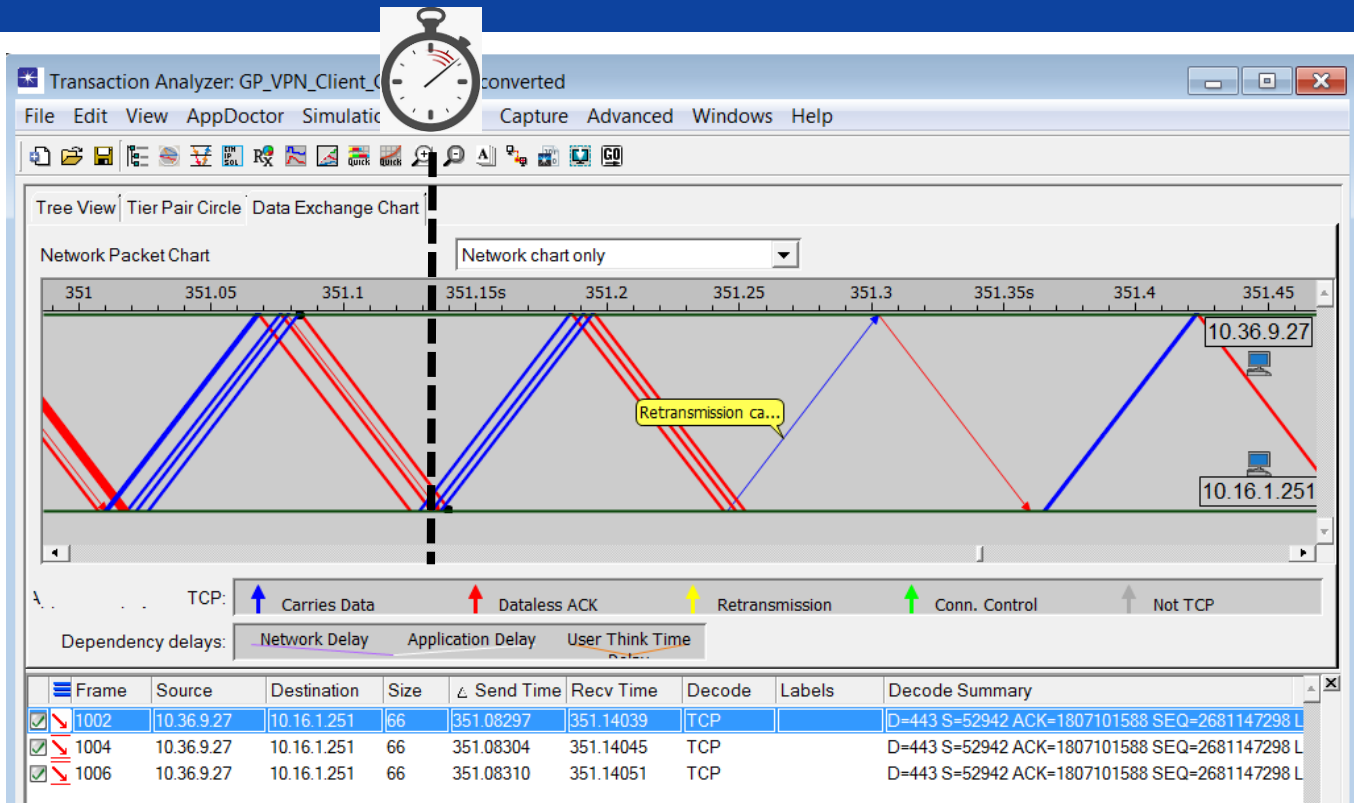 Transaction Analyzer: GP_VPN_Client_ converted
File Edit View AppDoctor Simulatic Capture Advanced Windows Help
Tree View Tier Pair Circle Data Exchange Chart
Network Packet Chart Network chart only
351 351.05 351.1 351.15s 351.2 351.25 351.3 351.35s 351.4 351.45
10.36.9.27
Retransmission ca...
10.16.1.251
TCP: Carries Data Dataless ACK Retransmission Conn. Control Not TCP
Dependency delays: Network Delay Application Delay User Think Time
Frame Source Destination Size Send Time Recv Time Decode Labels Decode Summary
1002 10.36.9.27 10.16.1.251 66 351.08297 351.14039 TCP D=443 S=52942 ACK=1807101588 SEQ=2681147298 L
1004 10.36.9.27 10.16.1.251 66 351.08304 351.14045 TCP D=443 S=52942 ACK=1807101588 SEQ=2681147298 L
1006 10.36.9.27 10.16.1.251 66 351.08310 351.14051 TCP D=443 S=52942 ACK=1807101588 SEQ=2681147298 L